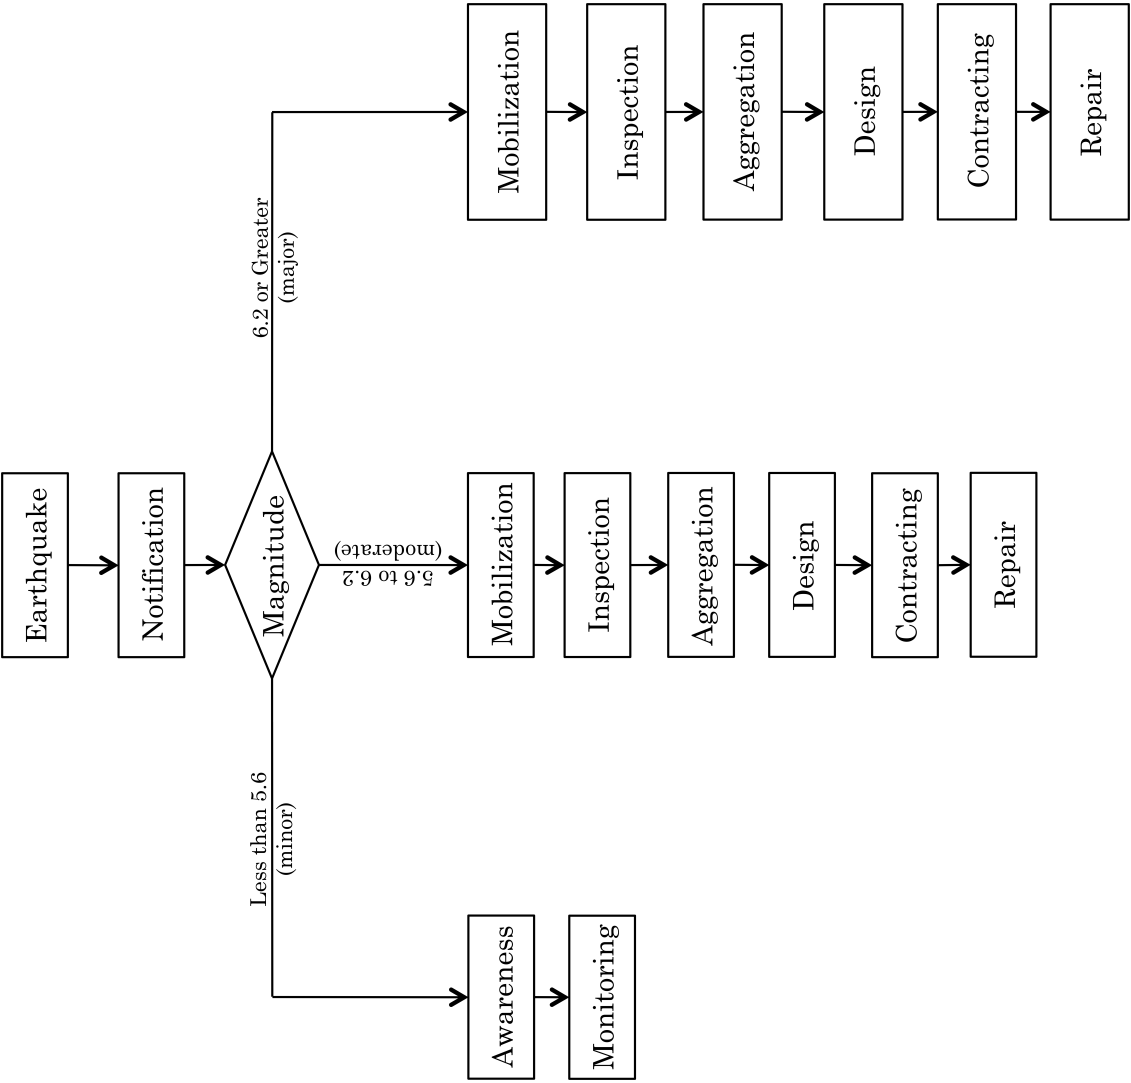 Earthquake
Notification
Magnitude
Less than 5.6
(minor)
5.6 to 6.2
(moderate)
6.2 or Greater
(major)
Awareness
Monitoring
Mobilization
Inspection
Aggregation
Design
Contracting
Repair
Mobilization
Inspection
Aggregation
Design
Contracting
Repair